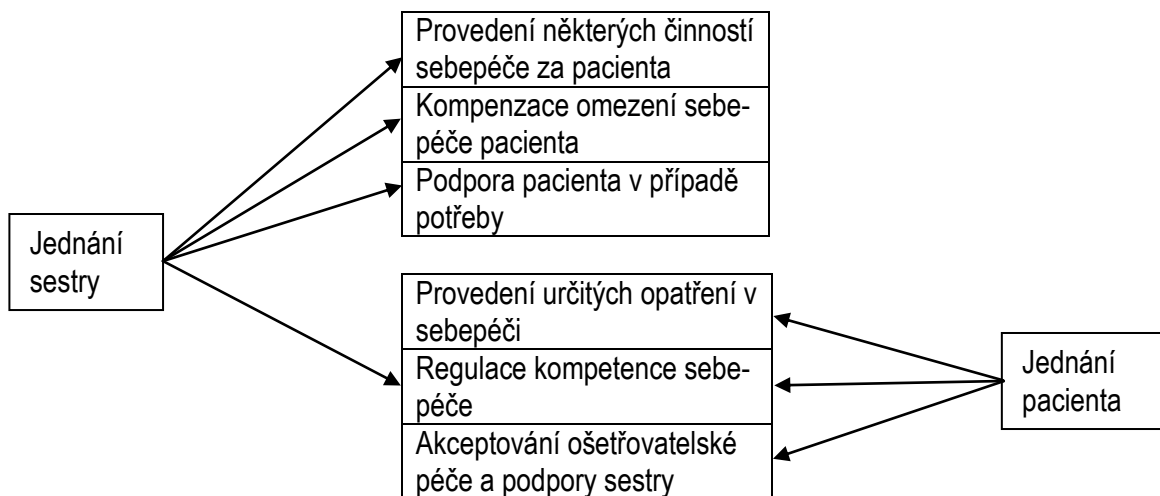 Provedení některých činností
sebepéče za pacienta
Kompenzace omezení sebe-
péče pacienta
Podpora pacienta v případě
potřeby
Jednání
sestry
Provedení určitých opatření v
sebepéči
Regulace kompetence sebe-
péče
Akceptování ošetřovatelské
péče a podpory sestry
Jednání
pacienta